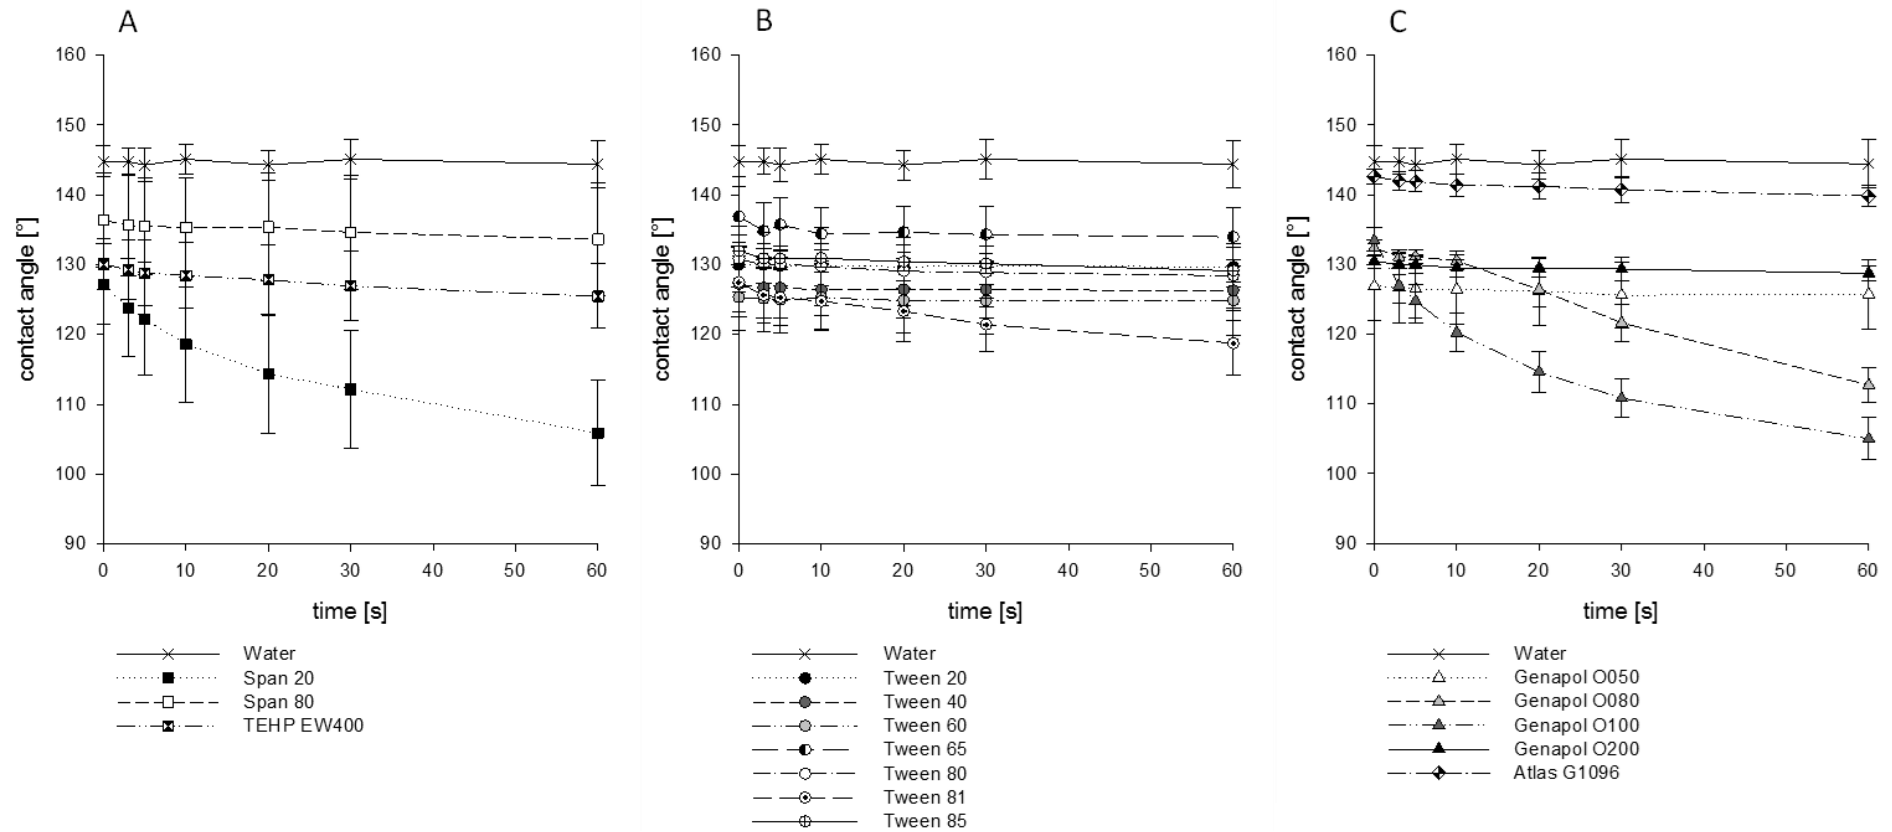 A
160
150
140
130
120
110
100
90
contact angle [°]
0 10 20 30 40 50 60
time [s]
Water
Span 20
Span 80
TEHP EW400
B
160
150
140
130
120
110
100
90
contact angle [°]
0 10 20 30 40 50 60
time [s]
Water
Tween 20
Tween 40
Tween 60
Tween 65
Tween 80
Tween 81
Tween 85
C
160
150
140
130
120
110
100
90
contact angle [°]
0 10 20 30 40 50 60
time [s]
Water
Genapol O050
Genapol O080
Genapol O100
Genapol O200
Atlas G1096